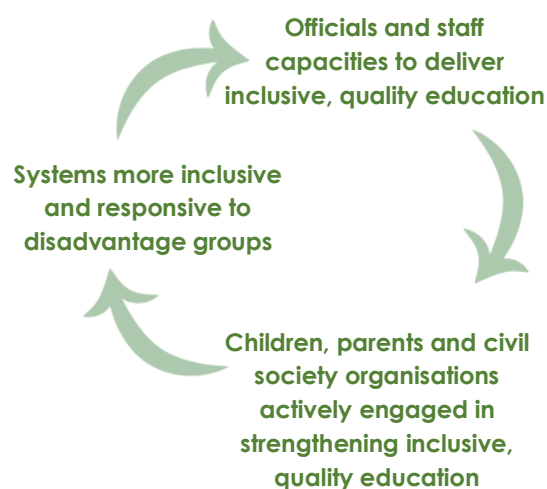 Officials and staff
capacities to deliver
inclusive, quality education
Systems more inclusive
and responsive to
disadvantage groups
Children, parents and civil
society organisations
actively engaged in
strengthening inclusive,
quality education